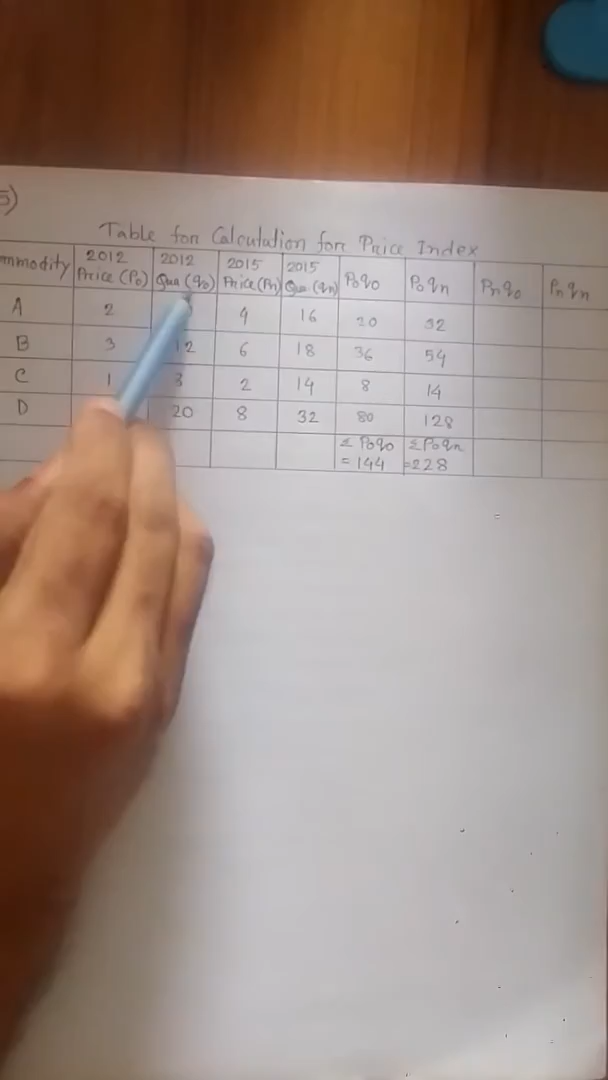 5)
Table for Calculation fore Price Index
mmodity 2012 Price (P₀) 2012 Qua (q₀) 2015 Price (Pn) 2015 Qua (qn) P₀q₀ P₀qn Pnq₀ Pnqn
A 2 4 16 20 32
B 3 12 6 18 36 54
C 1 8 2 14 8 14
D 20 8 32 80 128
Σ P₀q₀ = 144 Σ P₀qn = 228